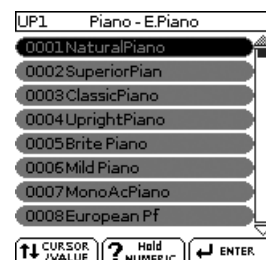 UP1 Piano - E.Piano
0001 NaturalPiano
0002 SuperiorPian
0003 ClassicPiano
0004 UprightPiano
0005 Brite Piano
0006 Mild Piano
0007 MonoAcPiano
0008 European Pf
CURSOR /VALUE ? Hold NUMERIC ENTER